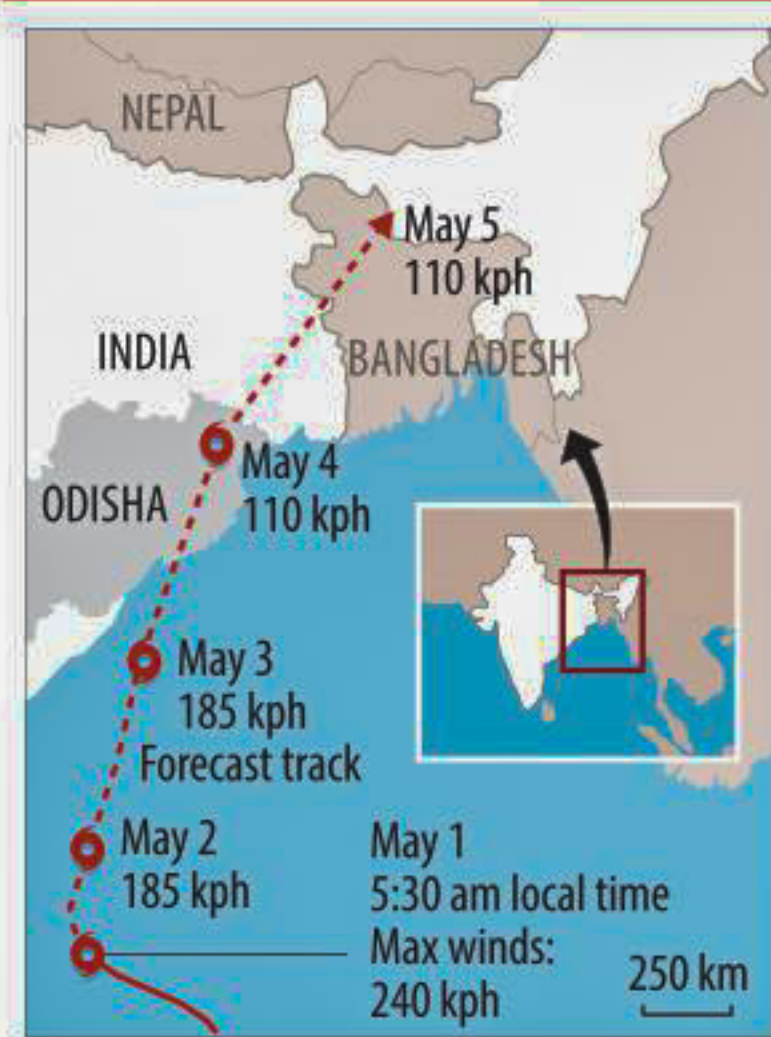 NEPAL
May 5
110 kph
INDIA
BANGLADESH
May 4
110 kph
ODISHA
May 3
185 kph
Forecast track
May 2
185 kph
May 1
5:30 am local time
Max winds:
240 kph
250 km